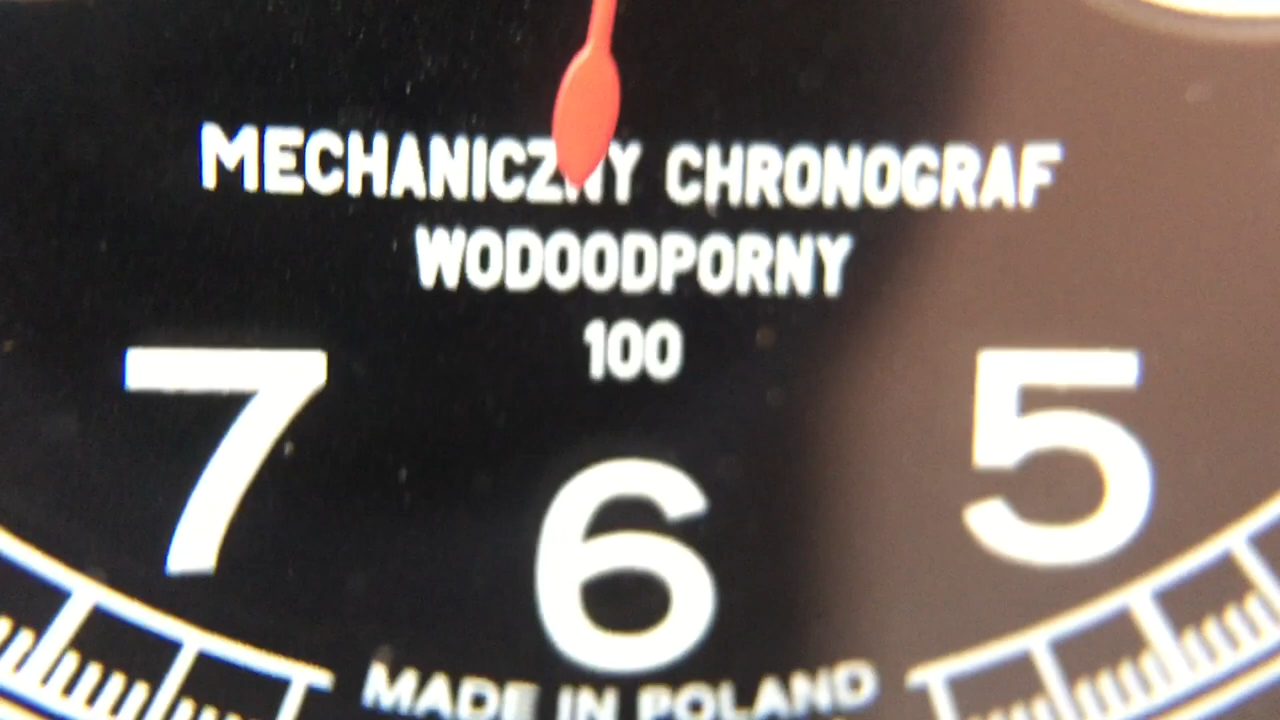 MECHANICZNY CHRONOGRAF
WODOODPORNY
100
7 6 5
MADE IN POLAND